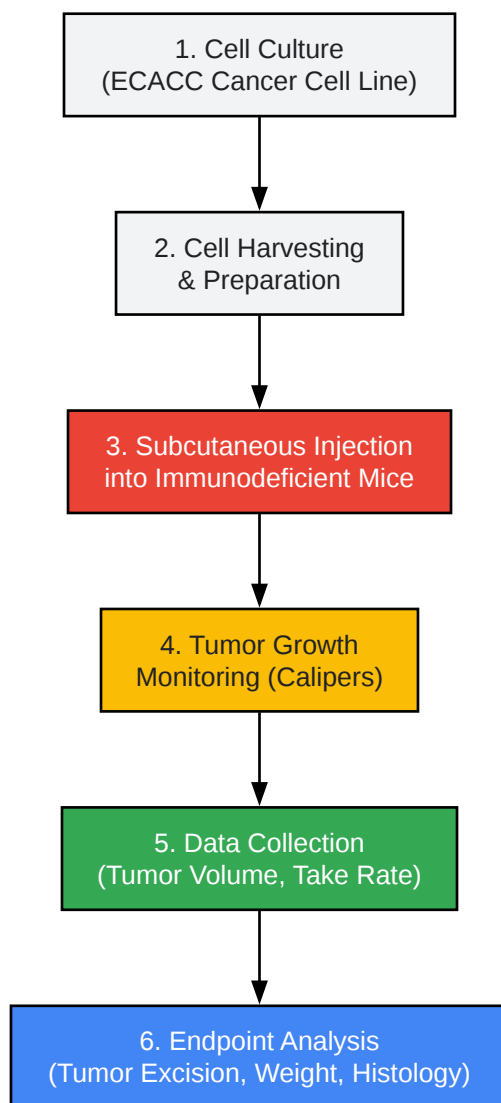 1. Cell Culture
(ECACC Cancer Cell Line)
2. Cell Harvesting
& Preparation
3. Subcutaneous Injection
into Immunodeficient Mice
4. Tumor Growth
Monitoring (Calipers)
5. Data Collection
(Tumor Volume, Take Rate)
6. Endpoint Analysis
(Tumor Excision, Weight, Histology)